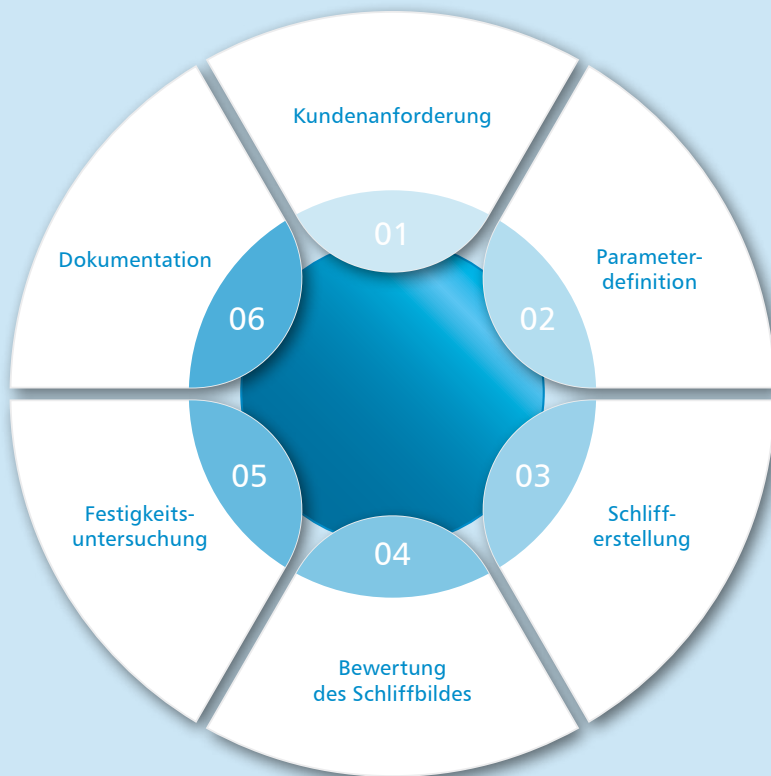 Kundenanforderung
01
Parameter-
definition
02
Schliff-
erstellung
03
04
Bewertung
des Schliffbildes
05
Festigkeits-
untersuchung
Dokumentation
06